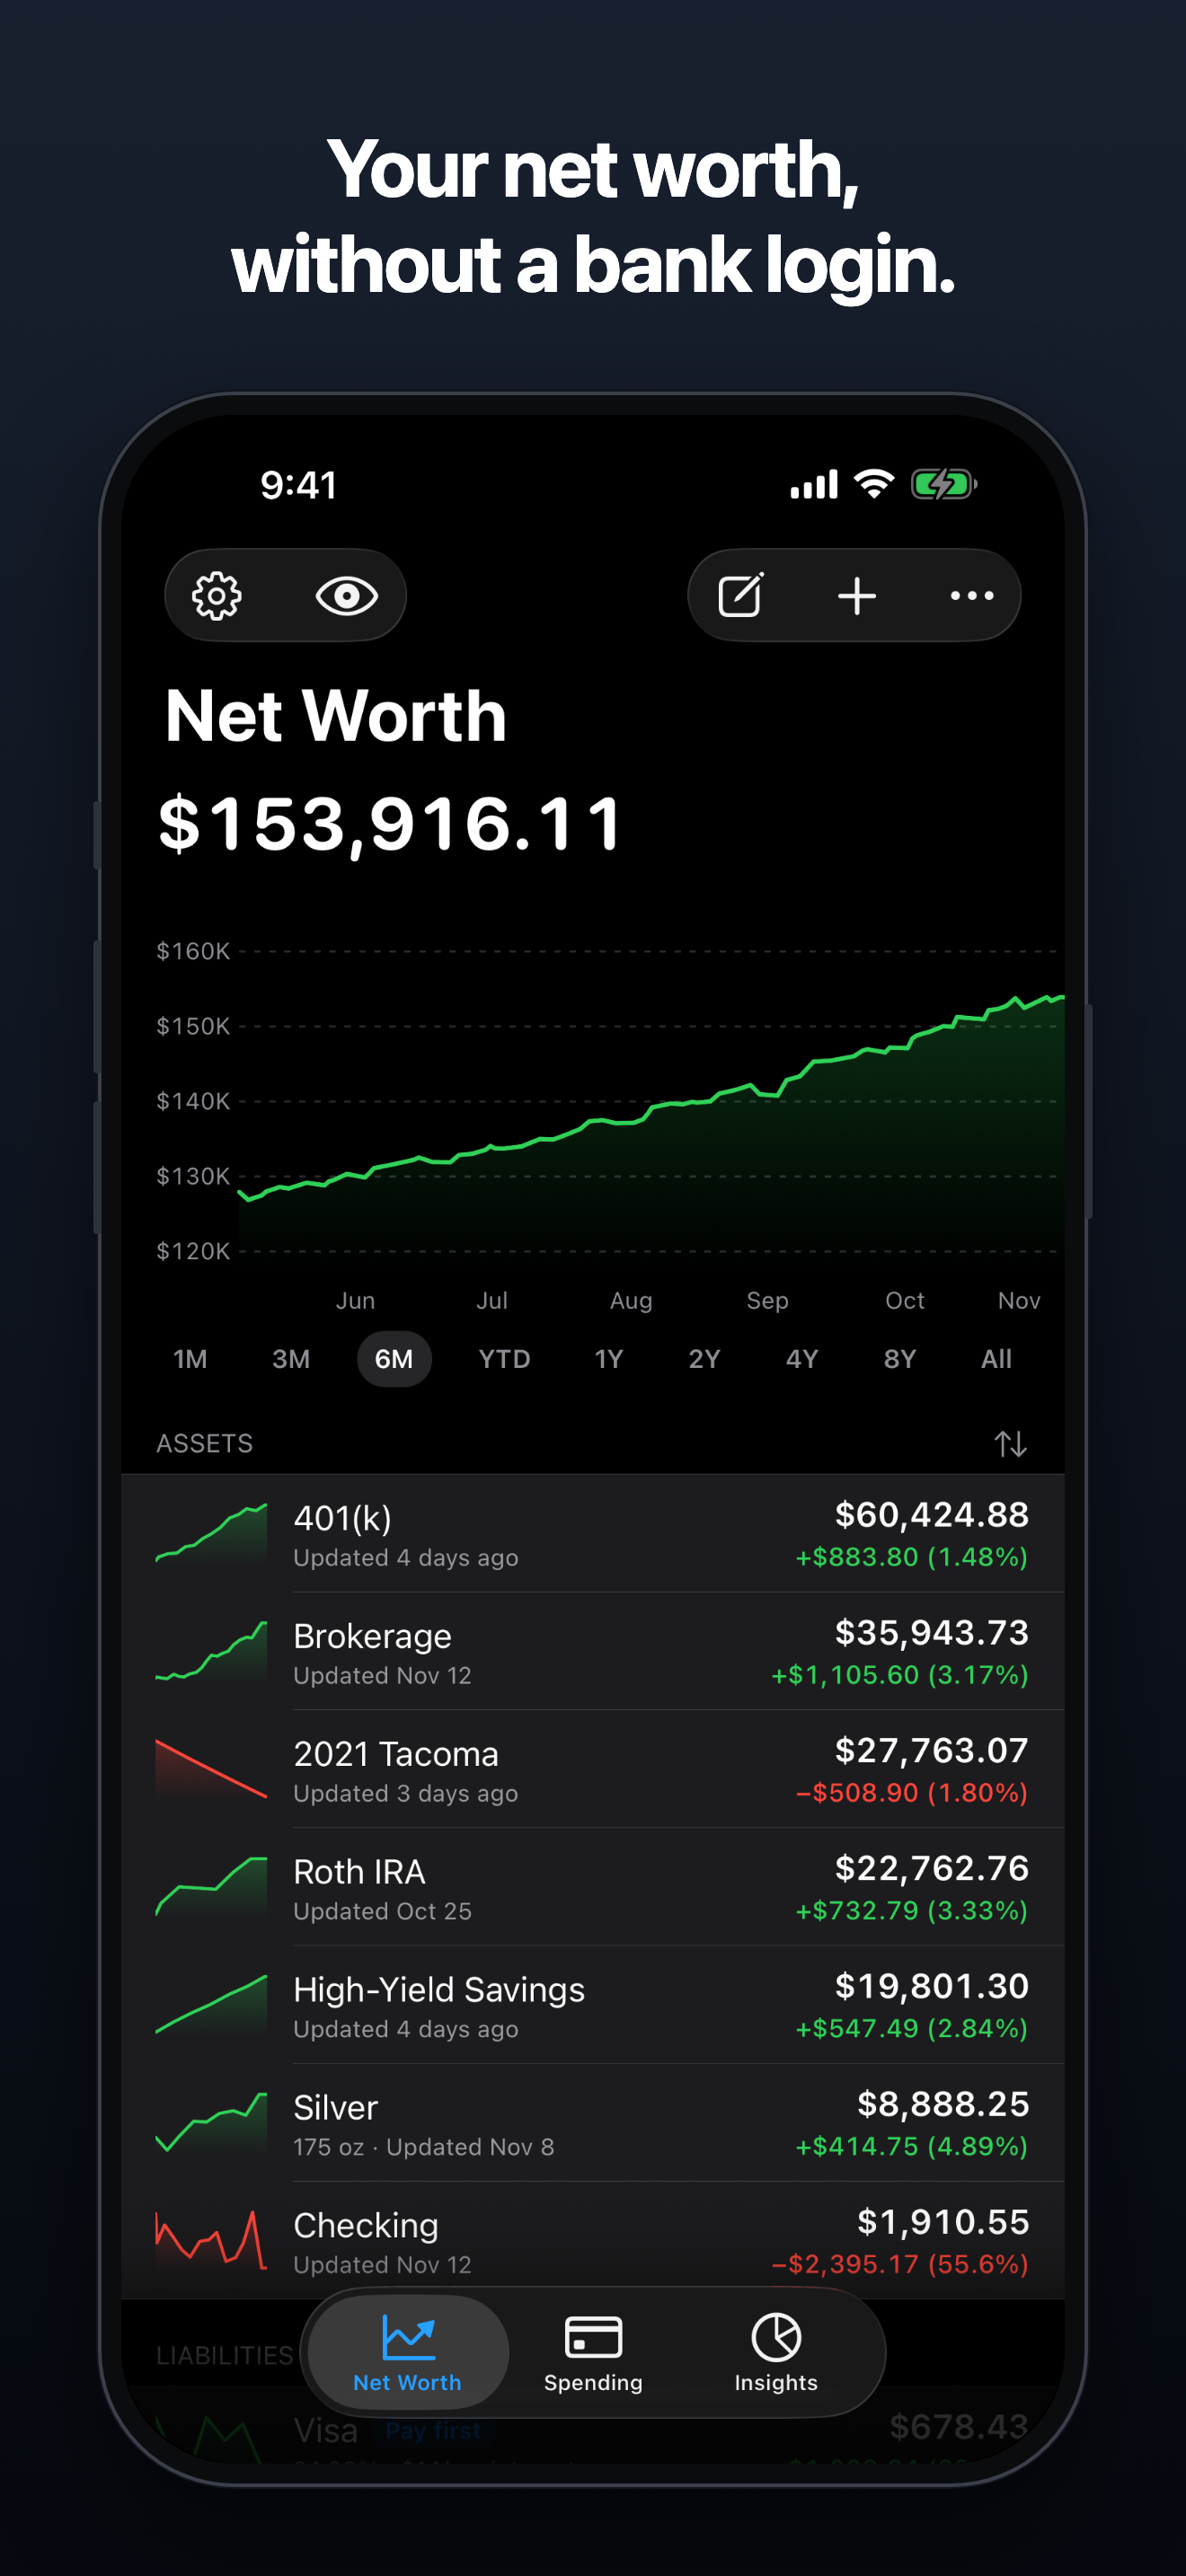 Your net worth,
without a bank login.
9:41
Net Worth
$153,916.11
$160K
$150K
$140K
$130K
$120K
Jun Jul Aug Sep Oct Nov
1M 3M 6M YTD 1Y 2Y 4Y 8Y All
ASSETS
401(k) $60,424.88
Updated 4 days ago +$883.80 (1.48%)
Brokerage $35,943.73
Updated Nov 12 +$1,105.60 (3.17%)
2021 Tacoma $27,763.07
Updated 3 days ago −$508.90 (1.80%)
Roth IRA $22,762.76
Updated Oct 25 +$732.79 (3.33%)
High-Yield Savings $19,801.30
Updated 4 days ago +$547.49 (2.84%)
Silver $8,888.25
175 oz · Updated Nov 8 +$414.75 (4.89%)
Checking $1,910.55
Updated Nov 12 −$2,395.17 (55.6%)
LIABILITIES
Net Worth Spending Insights
Visa Pay first $678.43